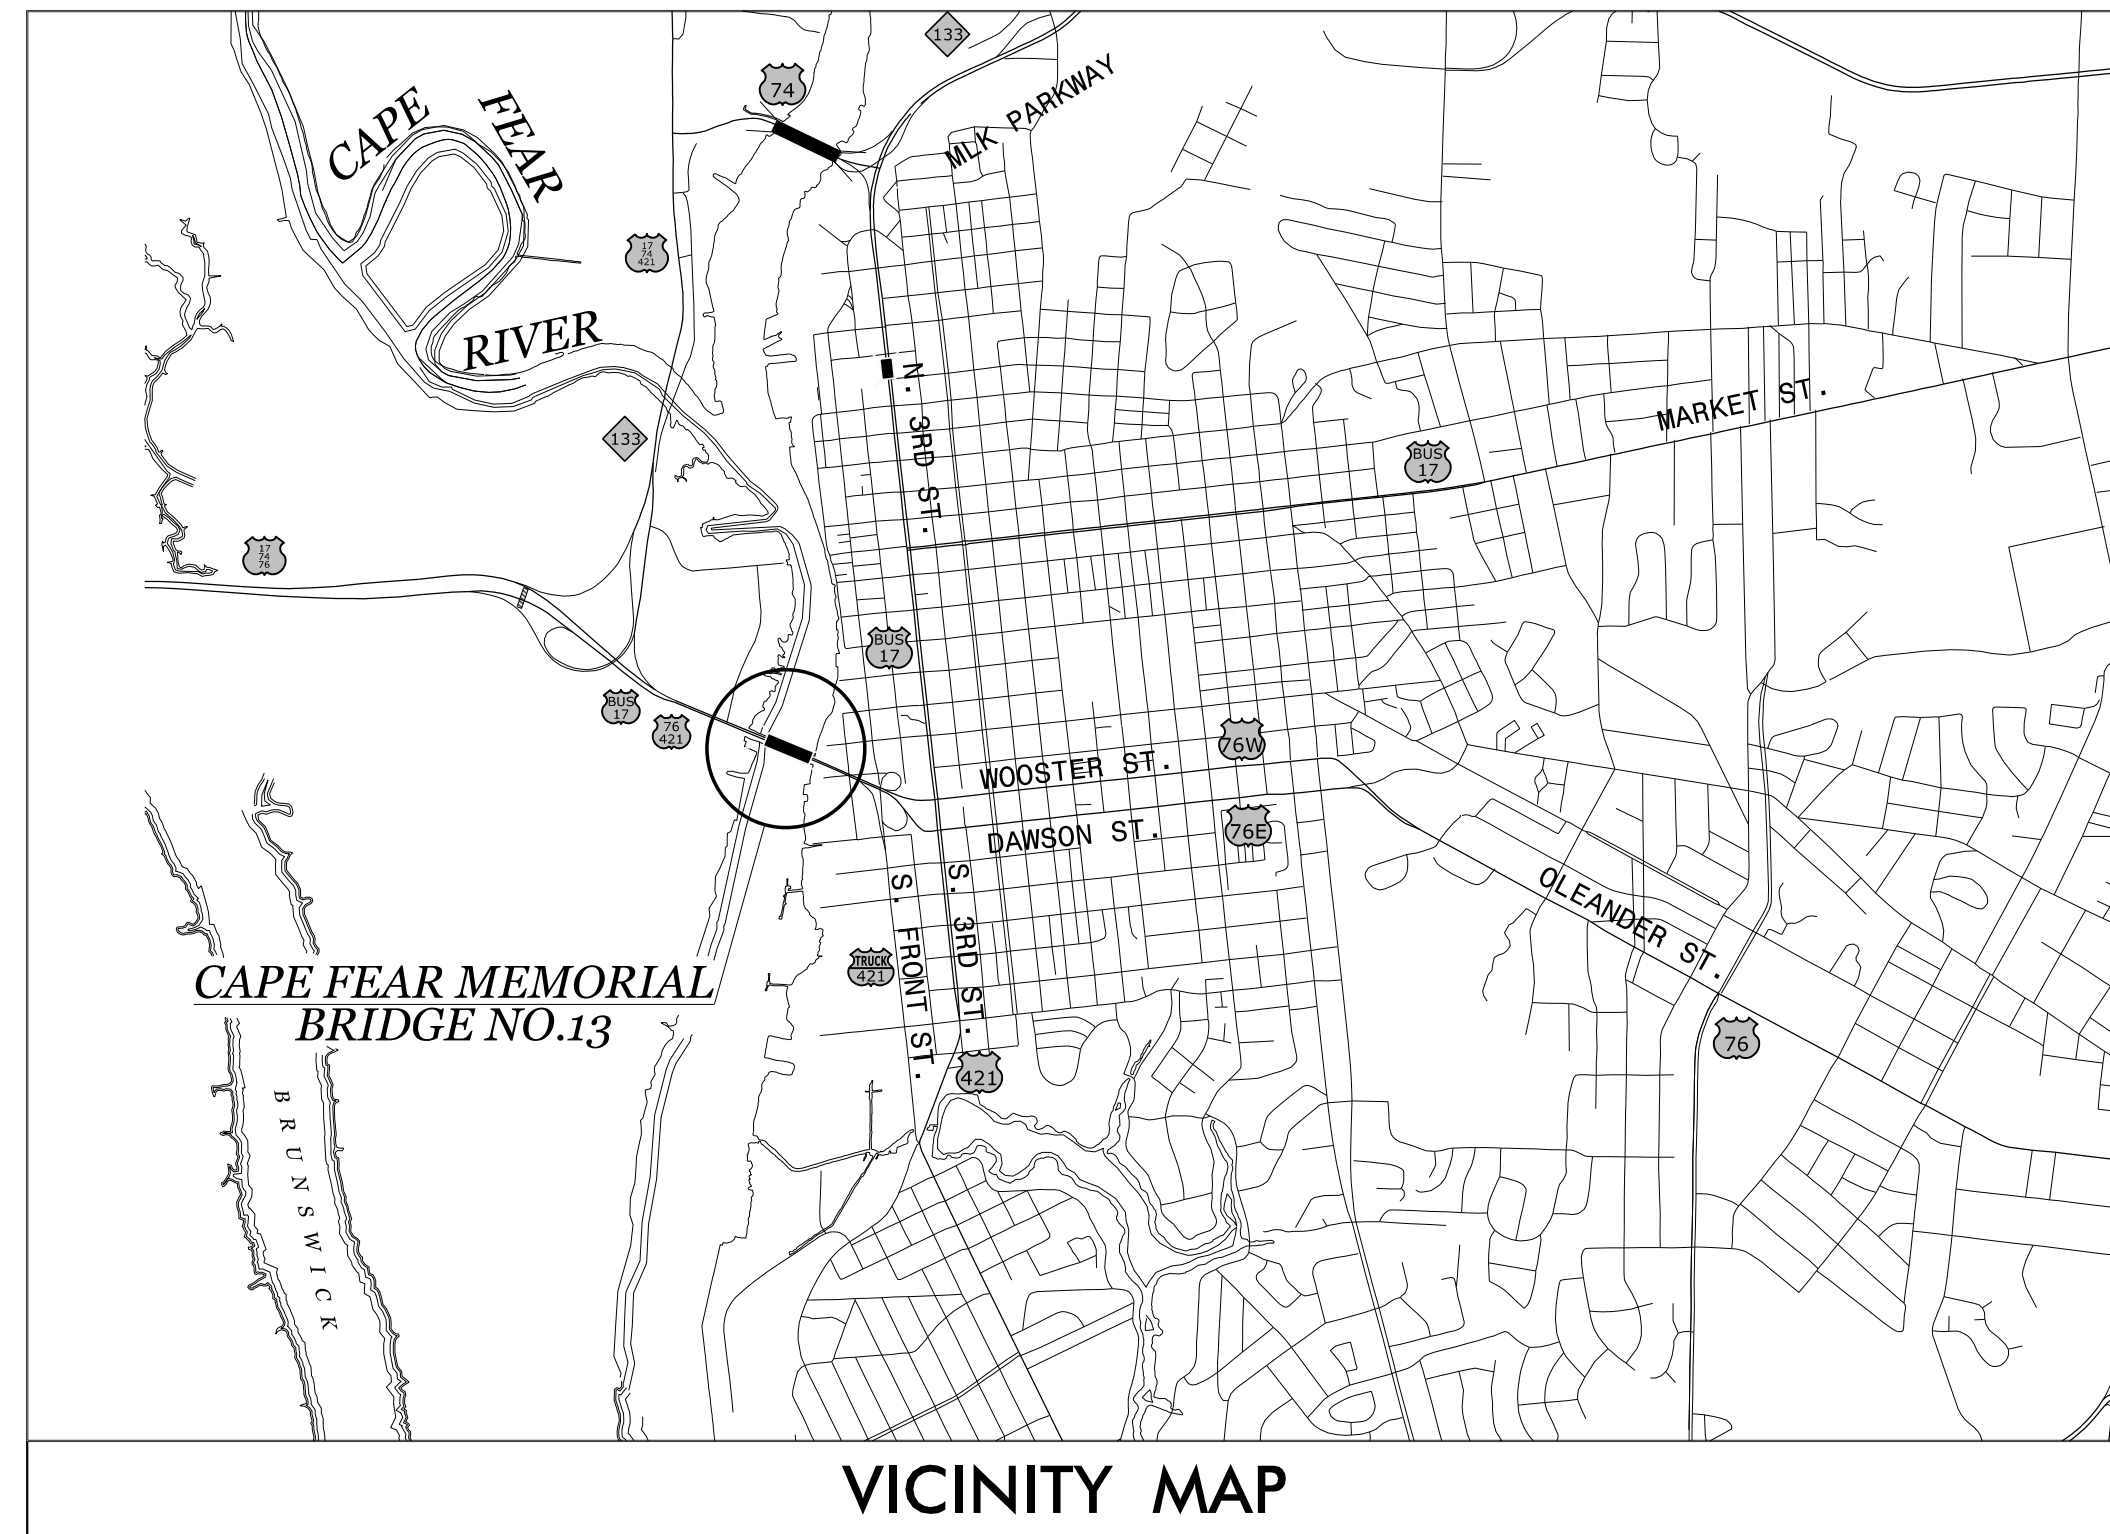 133
74
CAPE
FEAR
MLK PARKWAY
17
74
421
RIVER
N. 3RD ST.
MARKET ST.
133
BUS
17
17
74
76
BUS
17
BUS
17
76
421
76W
WOOSTER ST.
DAWSON ST.
76E
OLEANDER ST.
S. FRONT ST.
S. 3RD ST.
TRUCK
421
CAPE FEAR MEMORIAL
BRIDGE NO.13
76
421
BRUNSWICK
VICINITY MAP